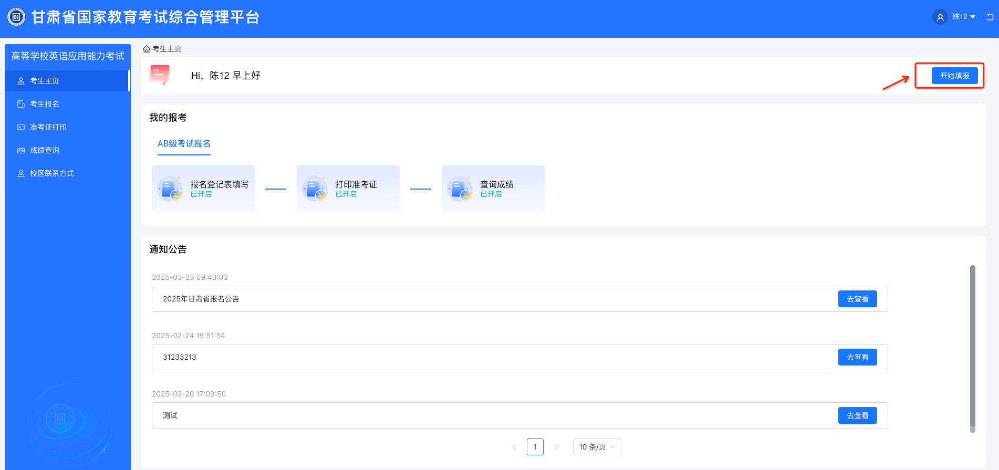 甘肃省国家教育考试综合管理平台
陈12
高等学校英语应用能力考试
考生主页
考生报名
准考证打印
成绩查询
校区联系方式
考生主页
Hi，陈12 早上好
开始填报
我的报考
AB级考试报名
报名登记表填写
已开启
打印准考证
已开启
查询成绩
已开启
通知公告
2025-03-25 09:43:03
2025年甘肃省报名公告
去查看
2025-02-24 15:51:54
31233213
去查看
2025-02-20 17:09:50
测试
去查看
< 1 > 10 条/页